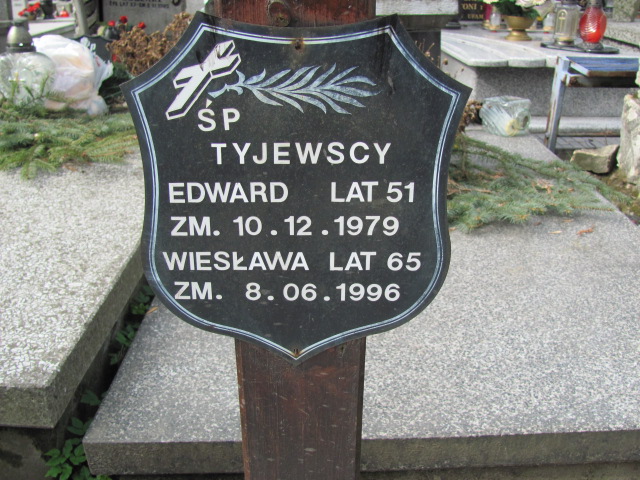 ŚP
TYJEWSCY
EDWARD LAT 51
ZM. 10.12.1979
WIESŁAWA LAT 65
ZM. 8.06.1996